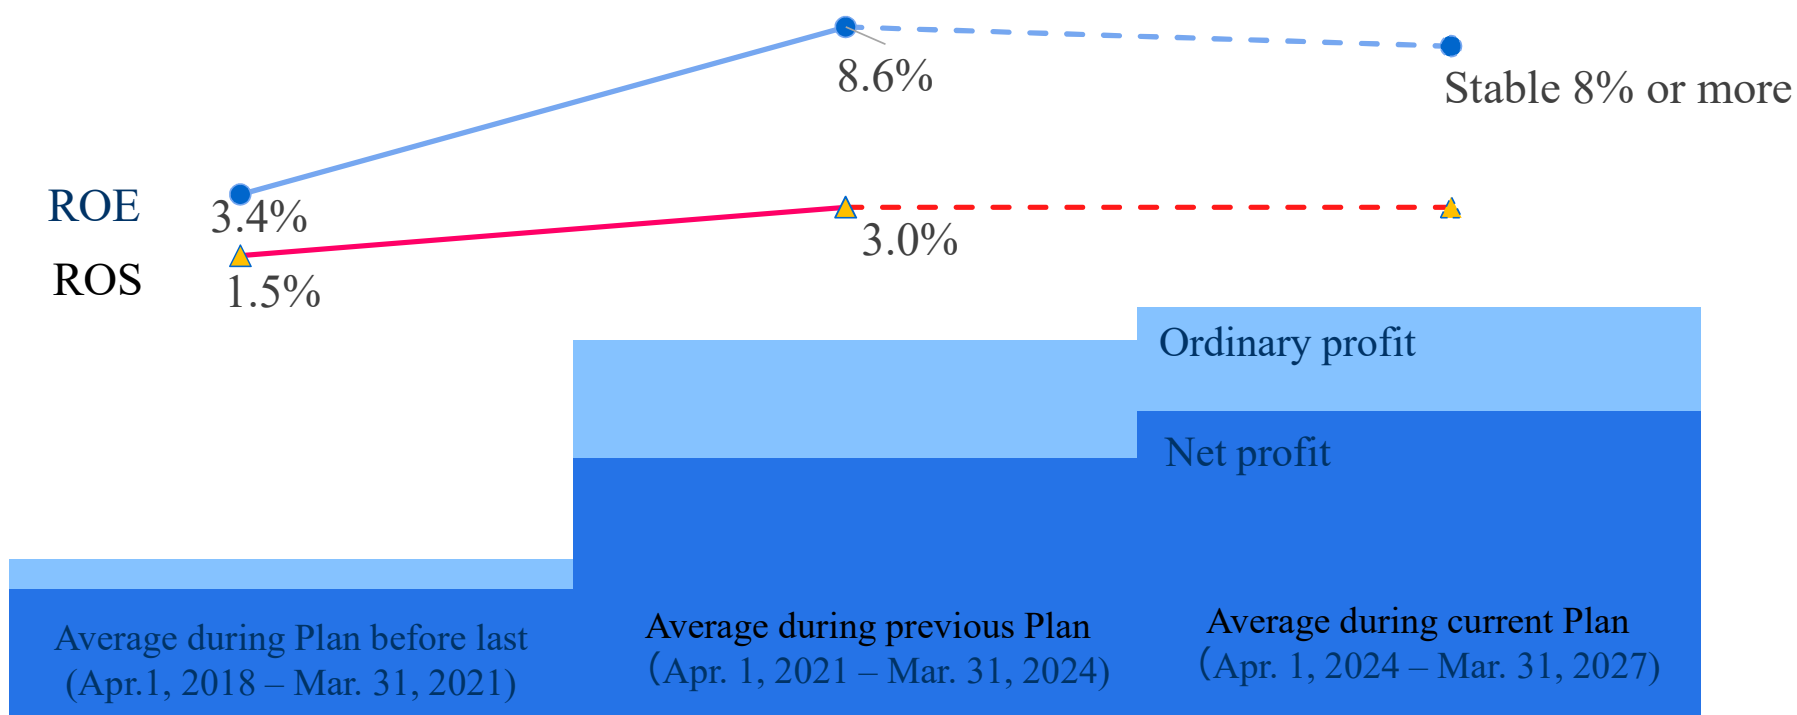 8.6%
Stable 8% or more
ROE
3.4%
3.0%
ROS
1.5%
Ordinary profit
Net profit
Average during Plan before last
(Apr.1, 2018 – Mar. 31, 2021)
Average during previous Plan
（Apr. 1, 2021 – Mar. 31, 2024)
Average during current Plan
（Apr. 1, 2024 – Mar. 31, 2027)